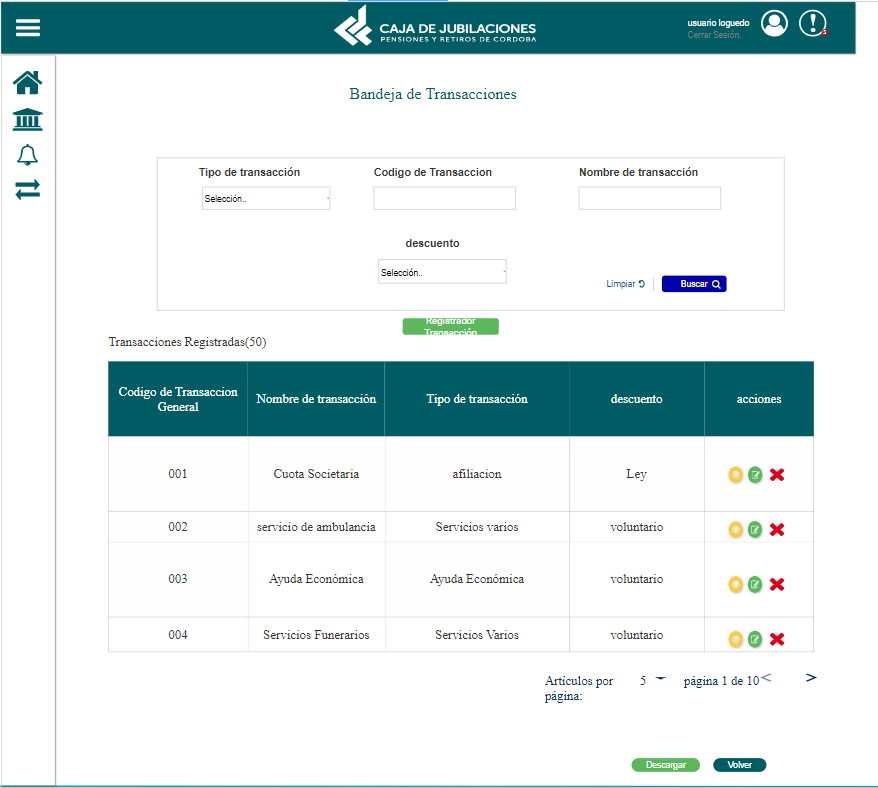 CAJA DE JUBILACIONES
PENSIONES Y RETIROS DE CORDOBA
usuario loguedo
Cerrar Sesión.
Bandeja de Transacciones
Tipo de transacción Codigo de Transaccion Nombre de transacción
Selección..
descuento
Selección..
Limpiar Buscar
Registrador
Transacción
Transacciones Registradas(50)
Codigo de Transaccion General Nombre de transacción Tipo de transacción descuento acciones
001 Cuota Societaria afiliacion Ley
002 servicio de ambulancia Servicios varios voluntario
003 Ayuda Económica Ayuda Económica voluntario
004 Servicios Funerarios Servicios Varios voluntario
Artículos por página: 5 página 1 de 10 < >
Descargar Volver